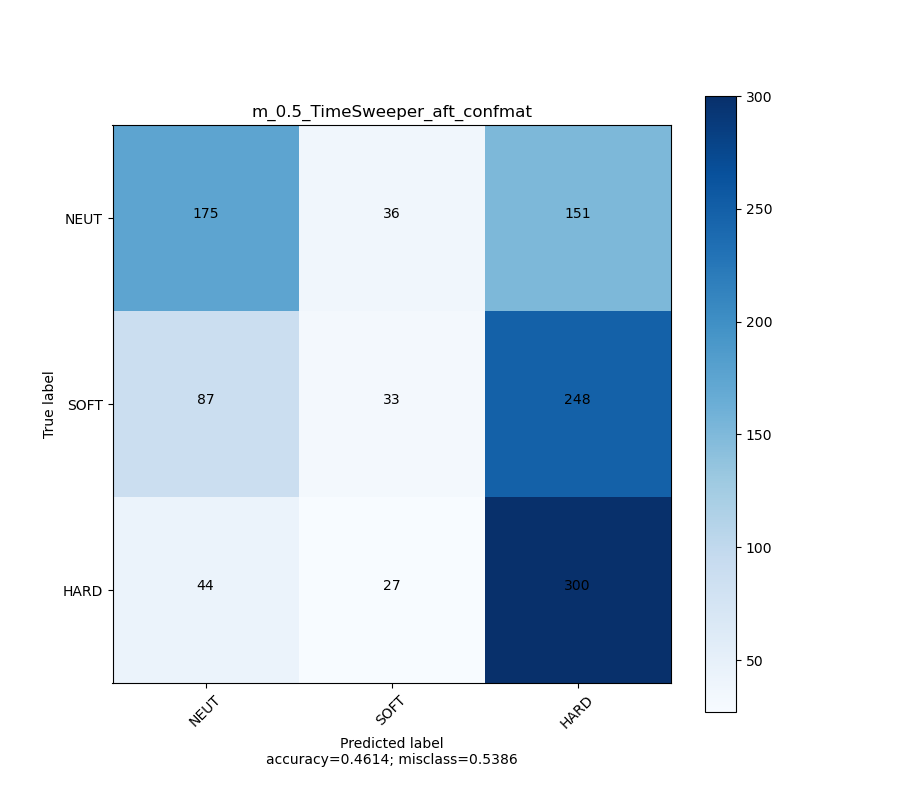 m_0.5_TimeSweeper_aft_confmat
NEUT 175 36 151
SOFT 87 33 248
HARD 44 27 300
NEUT SOFT HARD
True label
Predicted label
accuracy=0.4614; misclass=0.5386
300
250
200
150
100
50